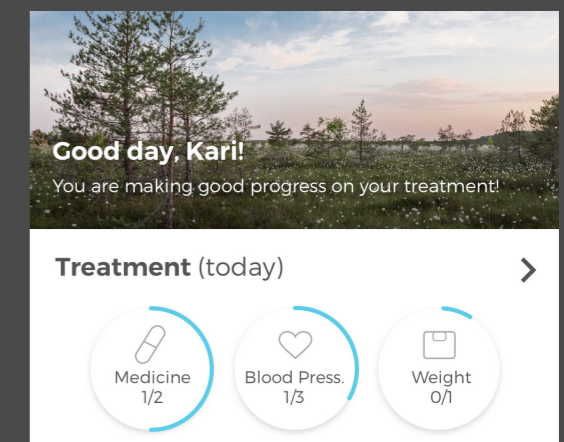 Good day, Kari!
You are making good progress on your treatment!
Treatment (today)
Medicine
1/2
Blood Press.
1/3
Weight
0/1